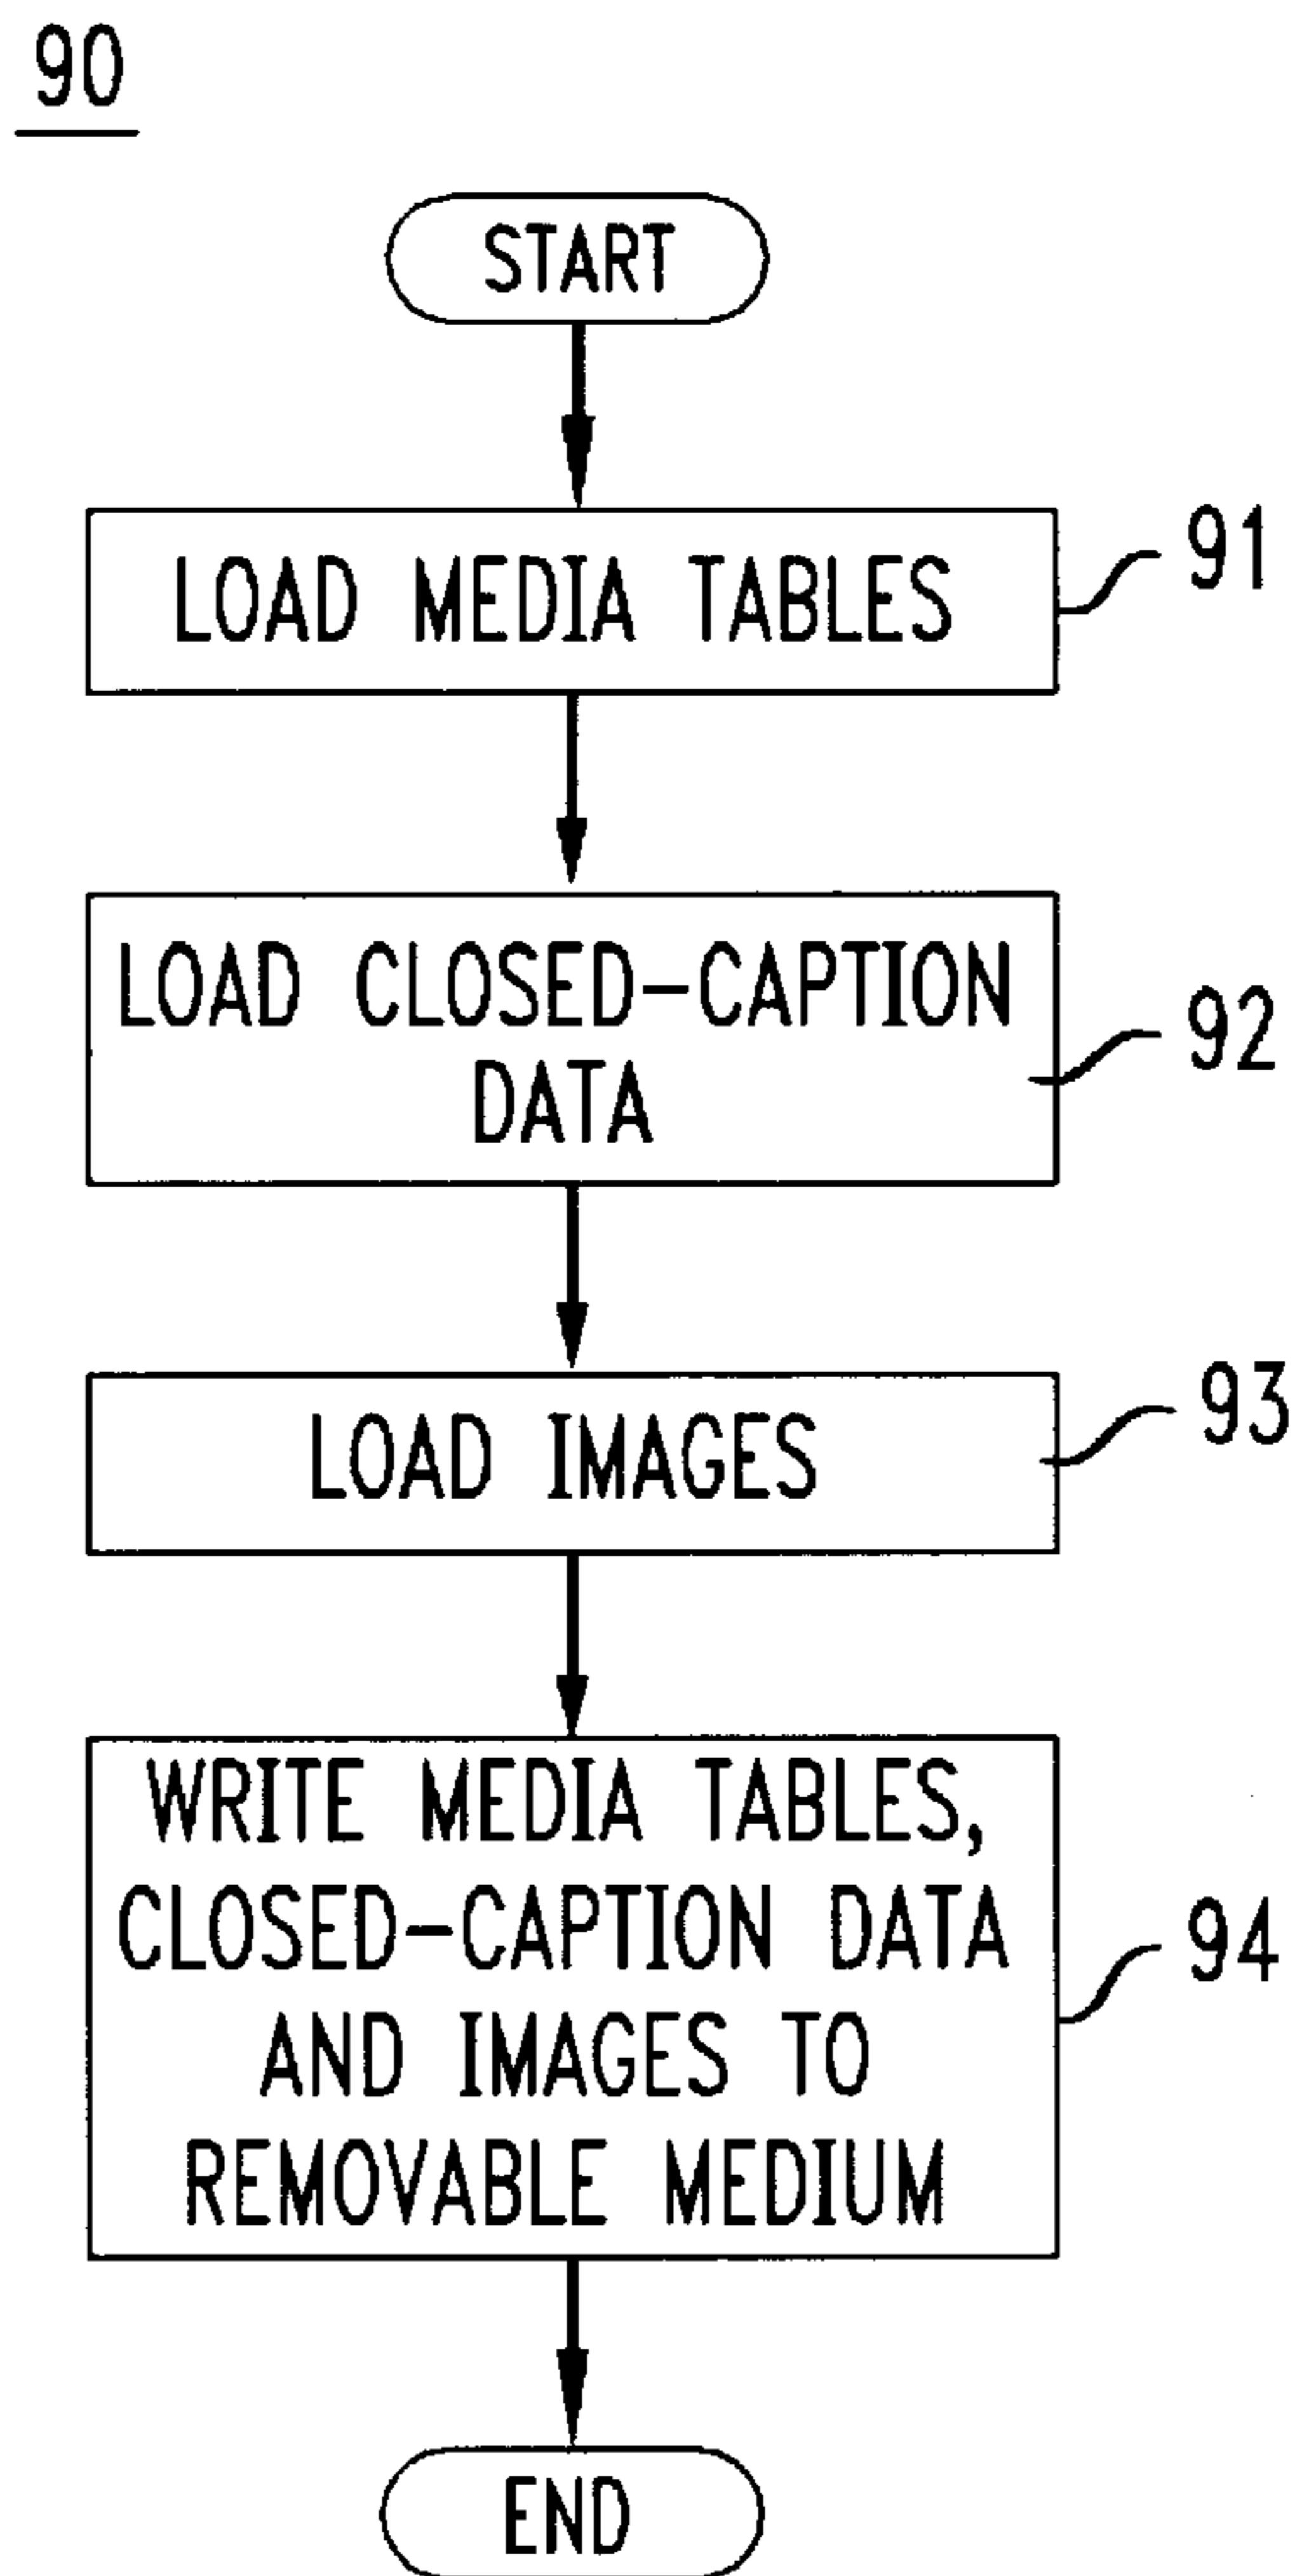 90
START
LOAD MEDIA TABLES
91
LOAD CLOSED-CAPTION
DATA
92
LOAD IMAGES
93
WRITE MEDIA TABLES,
CLOSED-CAPTION DATA
AND IMAGES TO
REMOVABLE MEDIUM
94
END